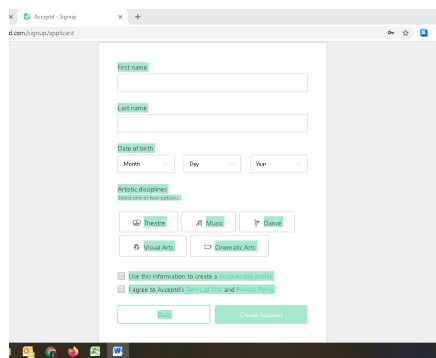 Acceptd - Signup
d.com/signup/applicant
First name
Last name
Date of birth
Month Day Year
Artistic disciplines
Select one or two options.
Theatre Music Dance
Visual Arts Cinematic Arts
Use this information to create a discoverable profile.
I agree to Acceptd's Terms of Use and Privacy Policy.
Back Create Account